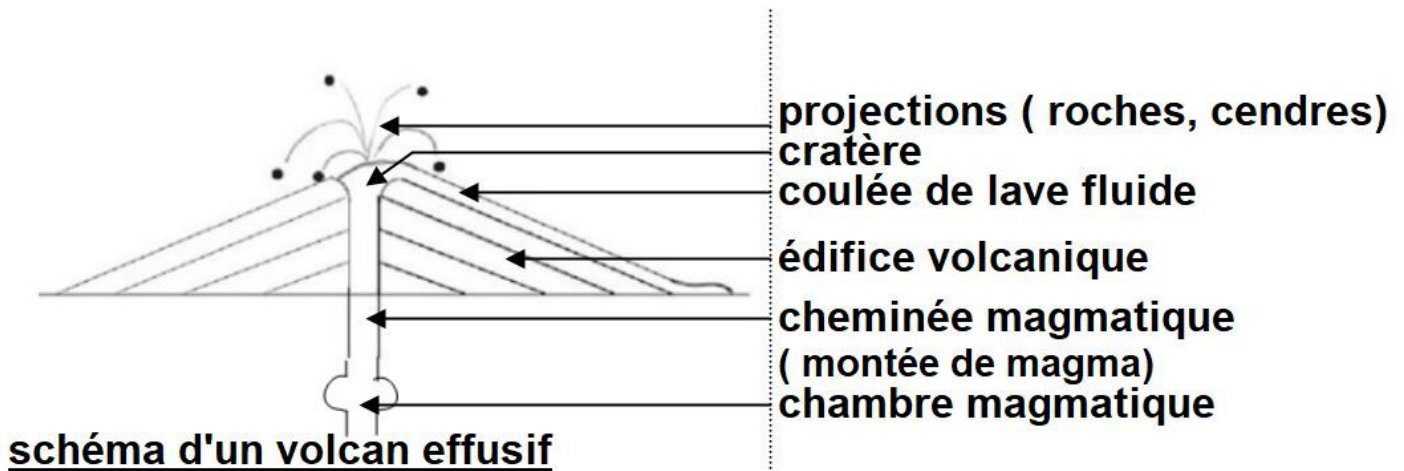 projections ( roches, cendres)
cratère
coulée de lave fluide
édifice volcanique
cheminée magmatique
( montée de magma)
chambre magmatique
schéma d'un volcan effusif